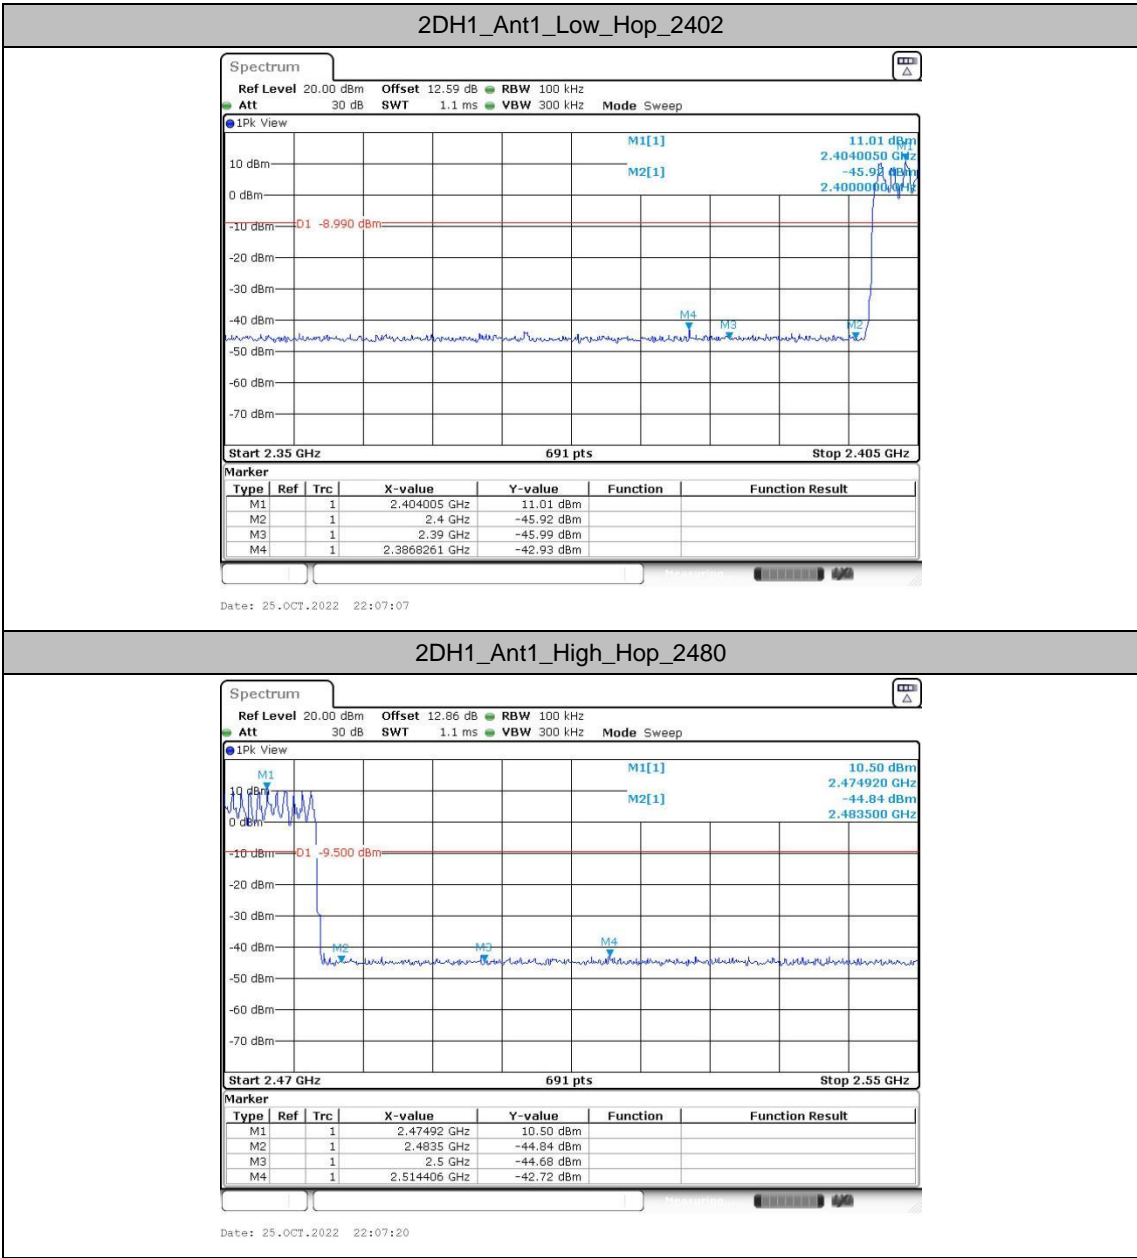 2DH1_Ant1_Low_Hop_2402
Spectrum
Ref Level 20.00 dBm Offset 12.59 dB RBW 100 kHz
Att 30 dB SWT 1.1 ms VBW 300 kHz Mode Sweep
1Pk View
M1[1] 11.01 dBm
2.4040050 GHz
M2[1] -45.92 dBm
2.4000000 GHz
M1
10 dBm
0 dBm
-10 dBm D1 -8.990 dBm
-20 dBm
-30 dBm
-40 dBm
M4 M3 M2
-50 dBm
-60 dBm
-70 dBm
Start 2.35 GHz 691 pts Stop 2.405 GHz
Marker
Type Ref Trc X-value Y-value Function Function Result
M1 1 2.404005 GHz 11.01 dBm
M2 1 2.4 GHz -45.92 dBm
M3 1 2.39 GHz -45.99 dBm
M4 1 2.3868261 GHz -42.93 dBm
Measuring...
Date: 25.OCT.2022 22:07:07
2DH1_Ant1_High_Hop_2480
Spectrum
Ref Level 20.00 dBm Offset 12.86 dB RBW 100 kHz
Att 30 dB SWT 1.1 ms VBW 300 kHz Mode Sweep
1Pk View
M1[1] 10.50 dBm
2.474920 GHz
M2[1] -44.84 dBm
2.483500 GHz
M1
10 dBm
0 dBm
-10 dBm D1 -9.500 dBm
-20 dBm
-30 dBm
-40 dBm
M2 M3 M4
-50 dBm
-60 dBm
-70 dBm
Start 2.47 GHz 691 pts Stop 2.55 GHz
Marker
Type Ref Trc X-value Y-value Function Function Result
M1 1 2.47492 GHz 10.50 dBm
M2 1 2.4835 GHz -44.84 dBm
M3 1 2.5 GHz -44.68 dBm
M4 1 2.514406 GHz -42.72 dBm
Measuring...
Date: 25.OCT.2022 22:07:20